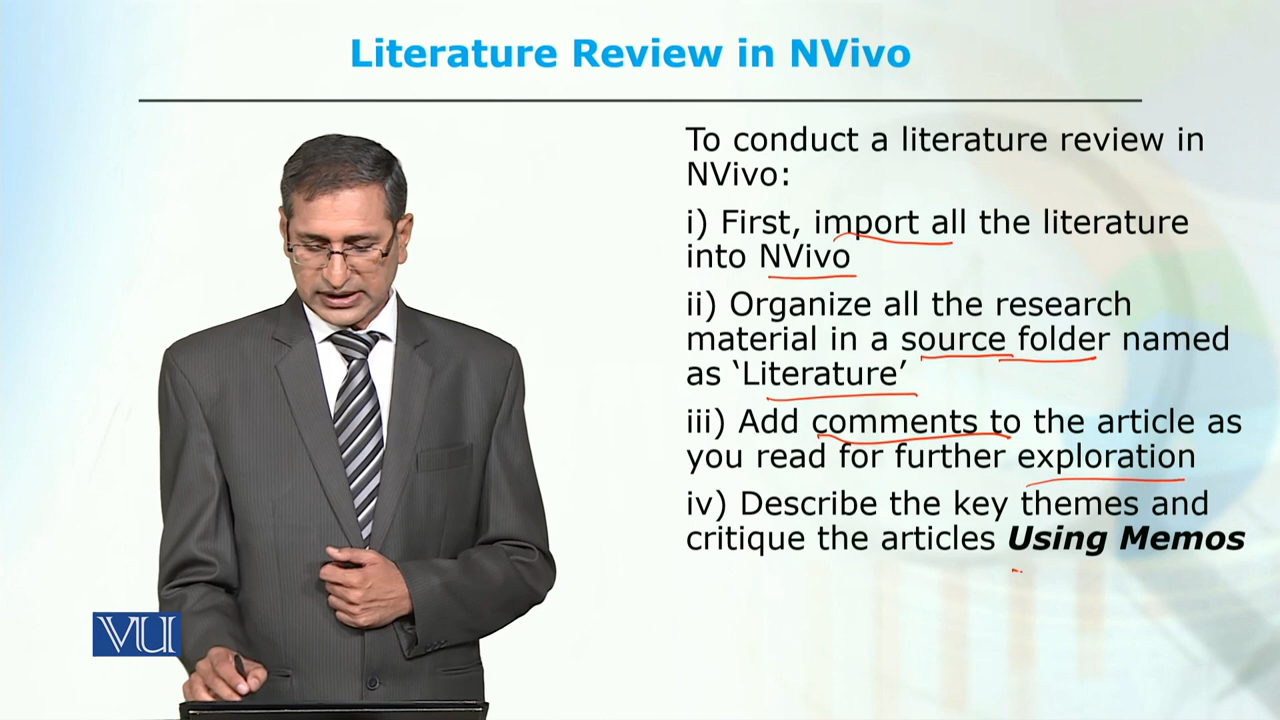 Literature Review in NVivo
To conduct a literature review in
NVivo:
i) First, import all the literature
into NVivo
ii) Organize all the research
material in a source folder named
as ‘Literature’
iii) Add comments to the article as
you read for further exploration
iv) Describe the key themes and
critique the articles Using Memos
VU